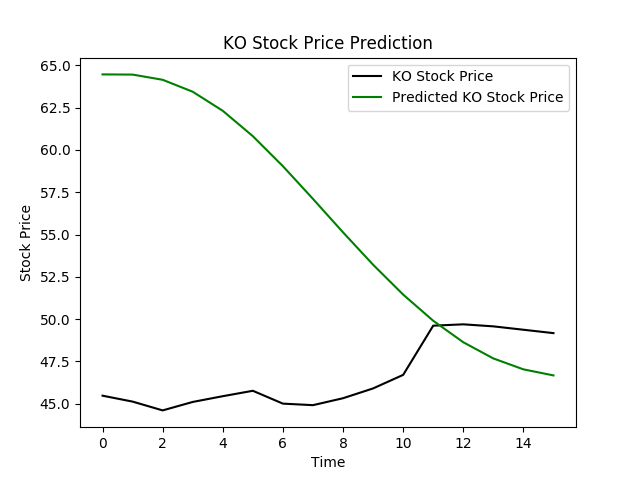 KO Stock Price Prediction
KO Stock Price
Predicted KO Stock Price
Stock Price
65.0
62.5
60.0
57.5
55.0
52.5
50.0
47.5
45.0
0 2 4 6 8 10 12 14
Time